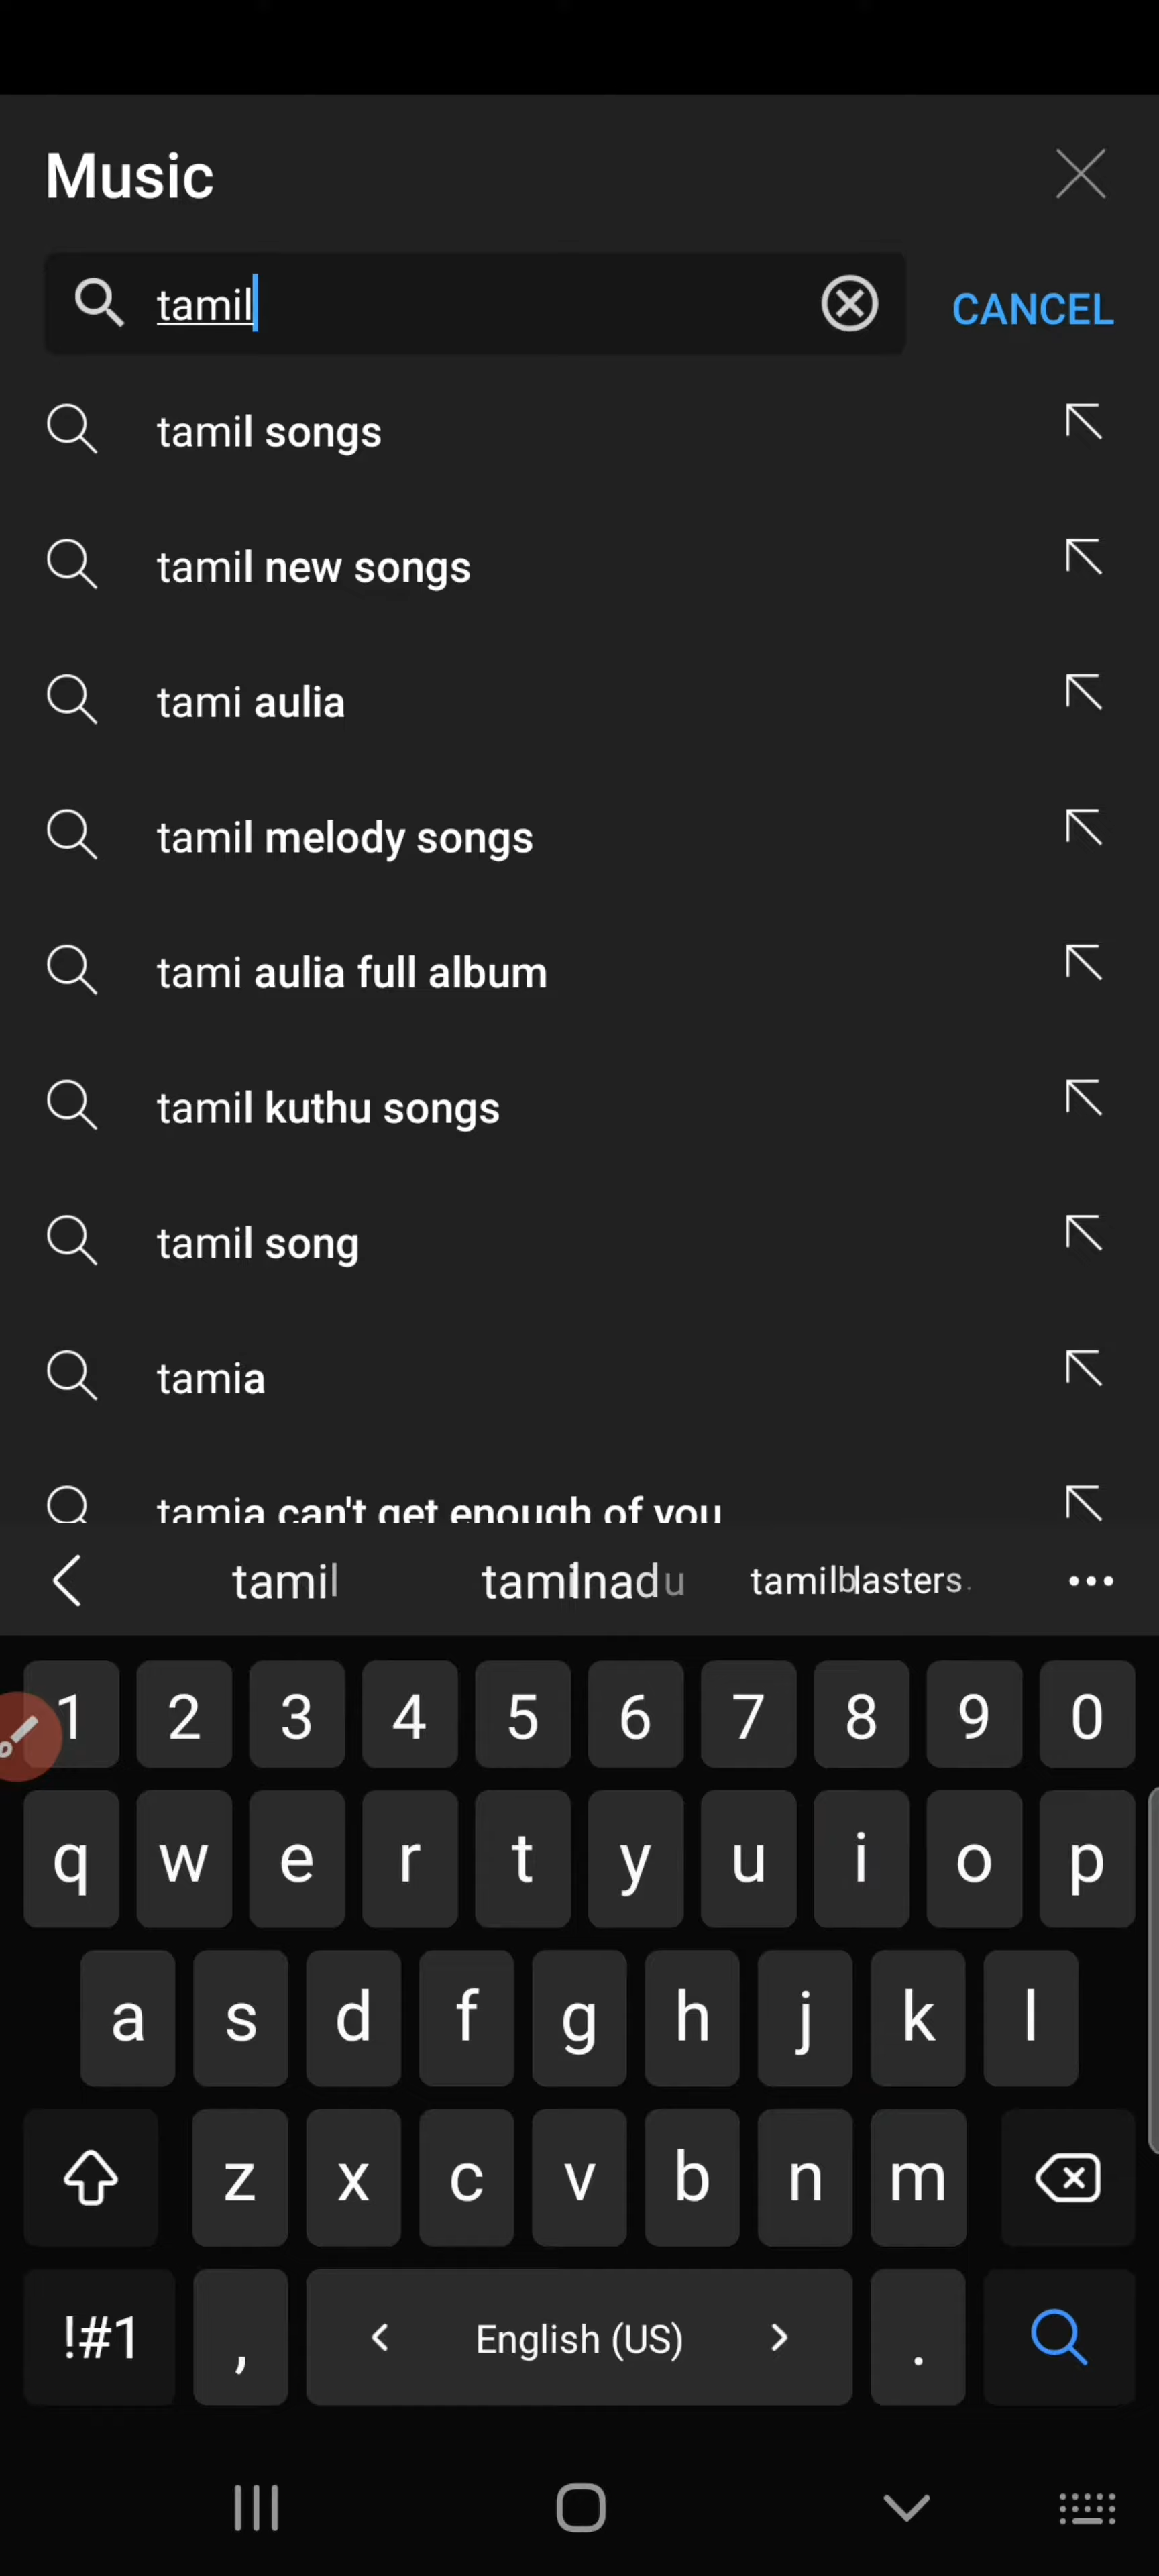 Music
tamil
CANCEL
tamil songs
tamil new songs
tami aulia
tamil melody songs
tami aulia full album
tamil kuthu songs
tamil song
tamia
tamia can't get enough of you
tamil tamilnadu tamilblasters.
1 2 3 4 5 6 7 8 9 0
q w e r t y u i o p
a s d f g h j k l
z x c v b n m
!#1 , < English (US) > .